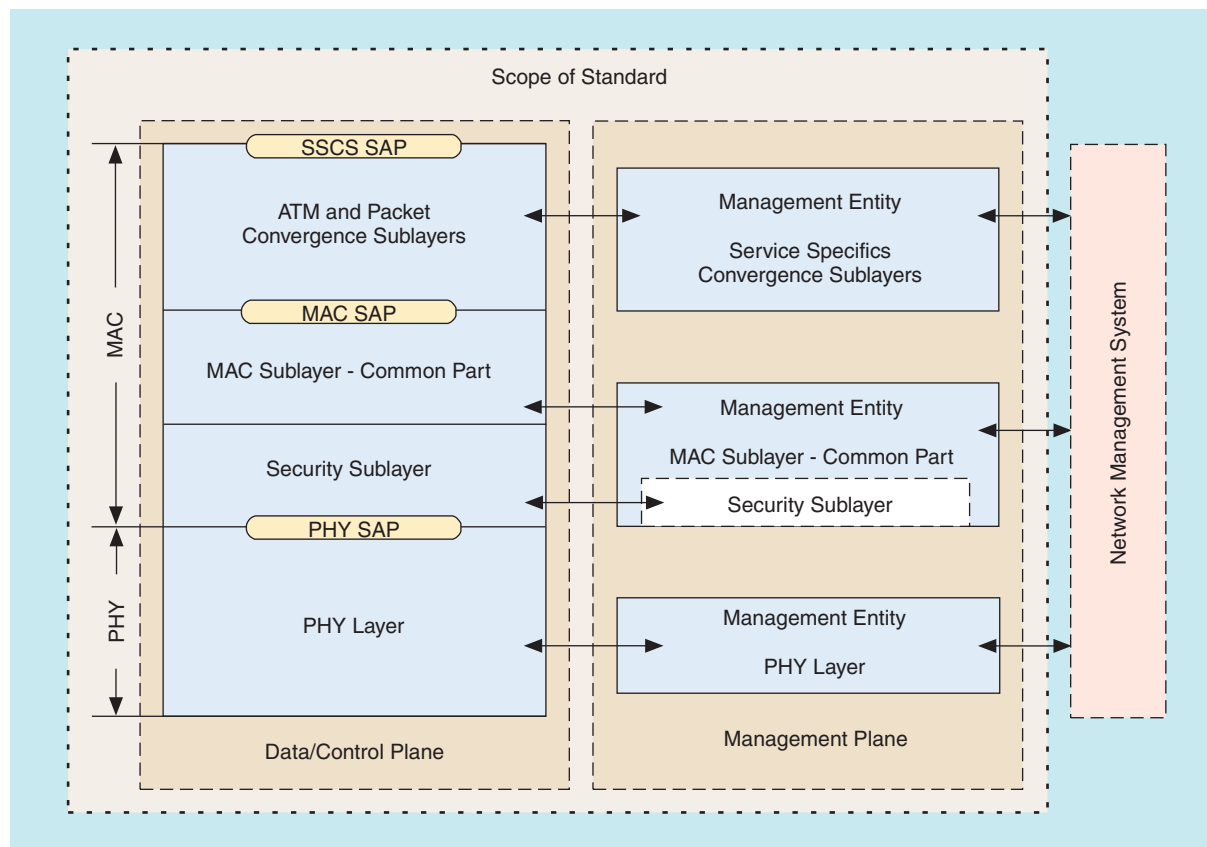 Scope of Standard
SSCS SAP
ATM and Packet
Convergence Sublayers
MAC SAP
MAC Sublayer - Common Part
Security Sublayer
PHY SAP
PHY Layer
Data/Control Plane
MAC
PHY
Management Entity
Service Specifics
Convergence Sublayers
Management Entity
MAC Sublayer - Common Part
Security Sublayer
Management Entity
PHY Layer
Management Plane
Network Management System